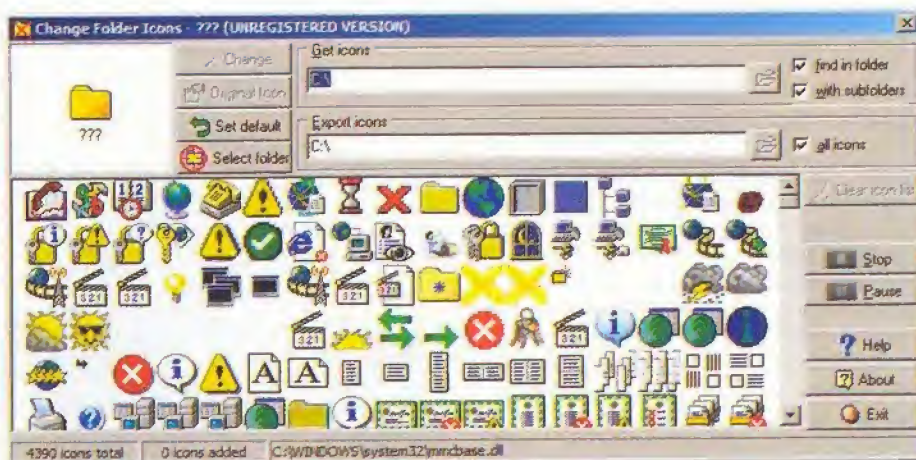 Change Folder Icons - ??? (UNREGISTERED VERSION)
???
Change
Original Icon
Set default
Select folder
Get icons
C:\
find in folder
with subfolders
Export icons
C:\
all icons
Clear icon list
Stop
Pause
Help
About
Exit
4390 icons total
0 icons added
C:\WINDOWS\system32\mmcbase.dll